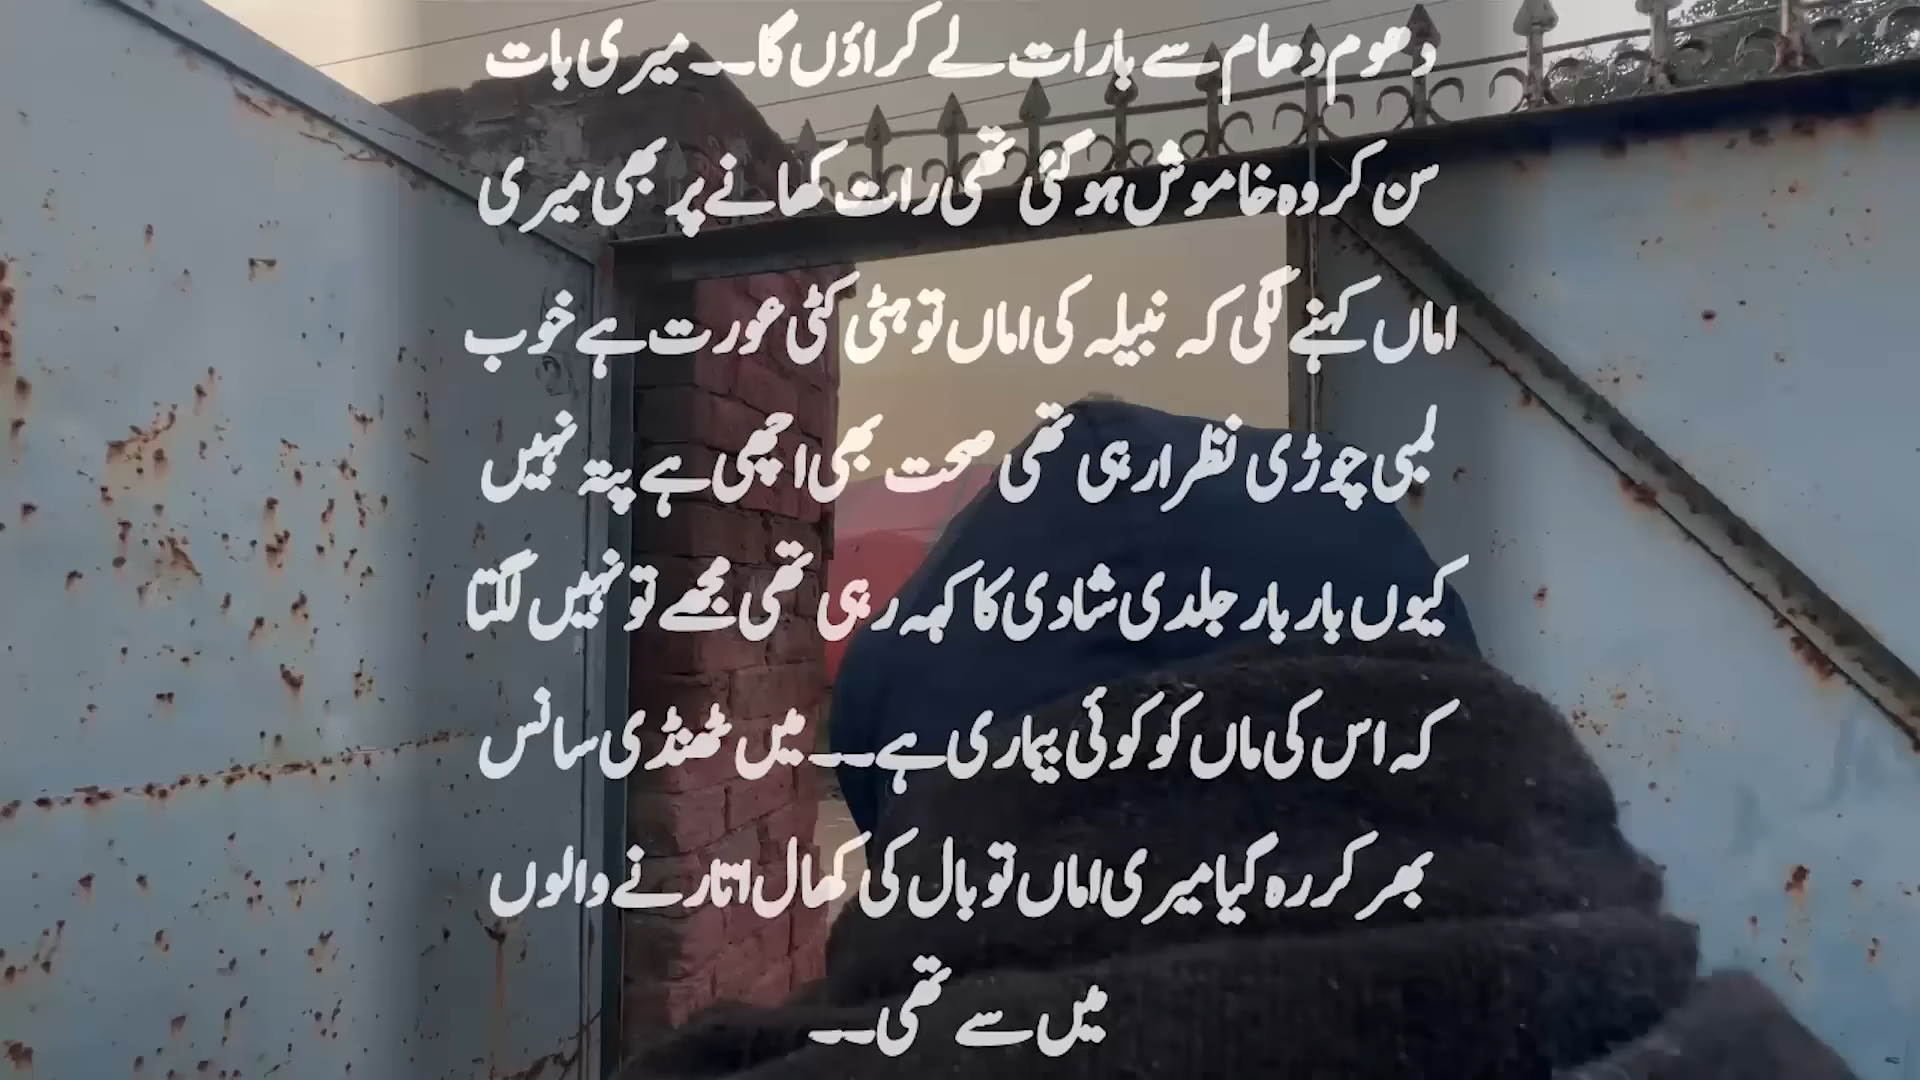 دھوم دھام سے بارات لے کر اؤں گا۔۔ میری بات
سن کر وہ خاموش ہو گئی تھی رات کھانے پر بھی میری
اماں کہنے لگی کہ نبیلہ کی اماں تو ہٹی کٹی عورت ہے خوب
لمبی چوڑی نظر ارہی تھی صحت بھی اچھی ہے پتہ نہیں
کیوں بار بار جلدی شادی کا کہہ رہی تھی مجھے تو نہیں لگتا
کہ اس کی ماں کو کوئی بیماری ہے۔۔ میں ٹھنڈی سانس
بھر کر رہ گیا میری اماں تو بال کی کھال اتارنے والوں
میں سے تھی۔۔